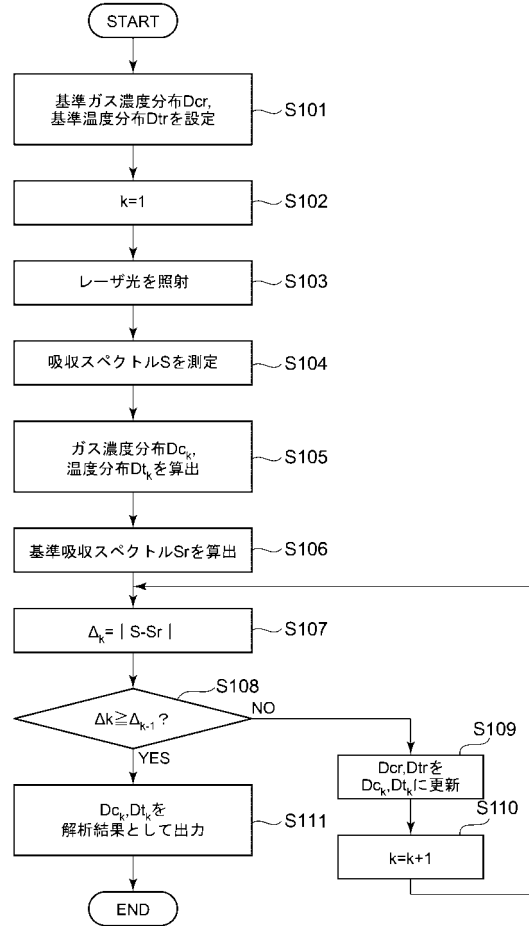 START
基準ガス濃度分布Dcr,
基準温度分布Dtrを設定
S101
k=1
S102
レーザ光を照射
S103
吸収スペクトルSを測定
S104
ガス濃度分布Dcₖ,
温度分布Dtₖを算出
S105
基準吸収スペクトルSrを算出
S106
Δₖ=｜S-Sr｜
S107
Δk≧Δₖ₋₁?
S108
NO
YES
Dcr,Dtrを
Dcₖ,Dtₖに更新
S109
k=k+1
S110
Dcₖ,Dtₖを
解析結果として出力
S111
END